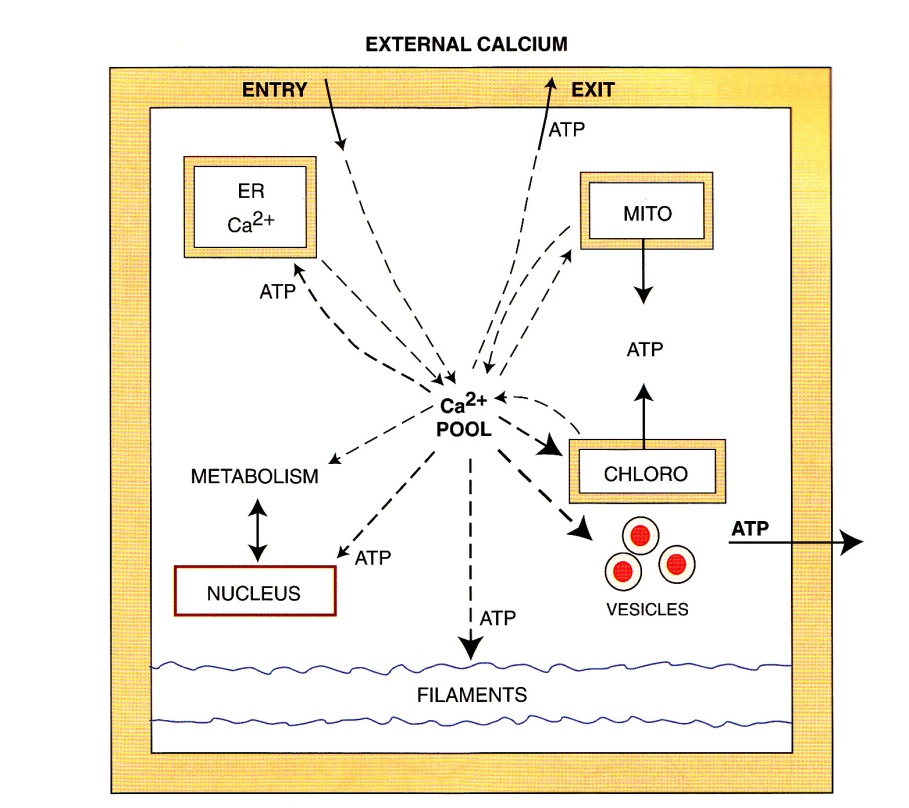 EXTERNAL CALCIUM
ENTRY
EXIT
ATP
ER
Ca2+
MITO
ATP
ATP
Ca2+
POOL
METABOLISM
CHLORO
ATP
ATP
NUCLEUS
VESICLES
ATP
FILAMENTS